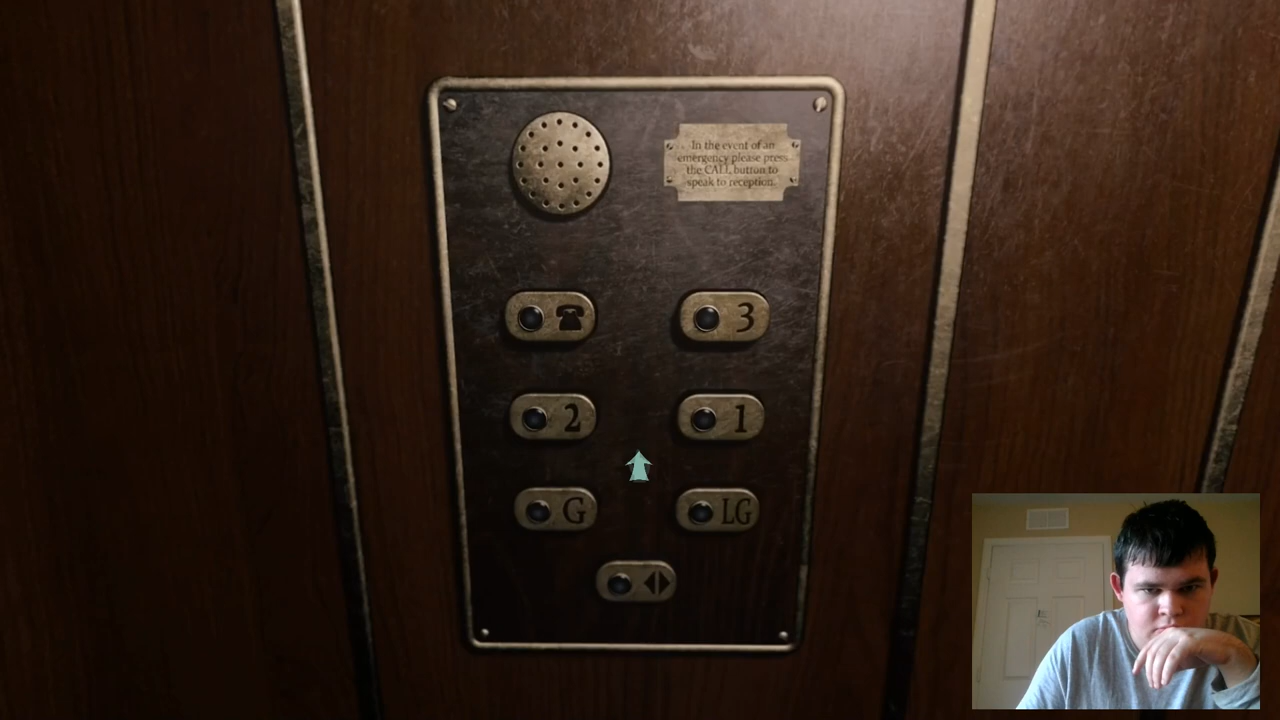 In the event of an
emergency please press
the CALL button to
speak to reception.
3
2
1
G
LG